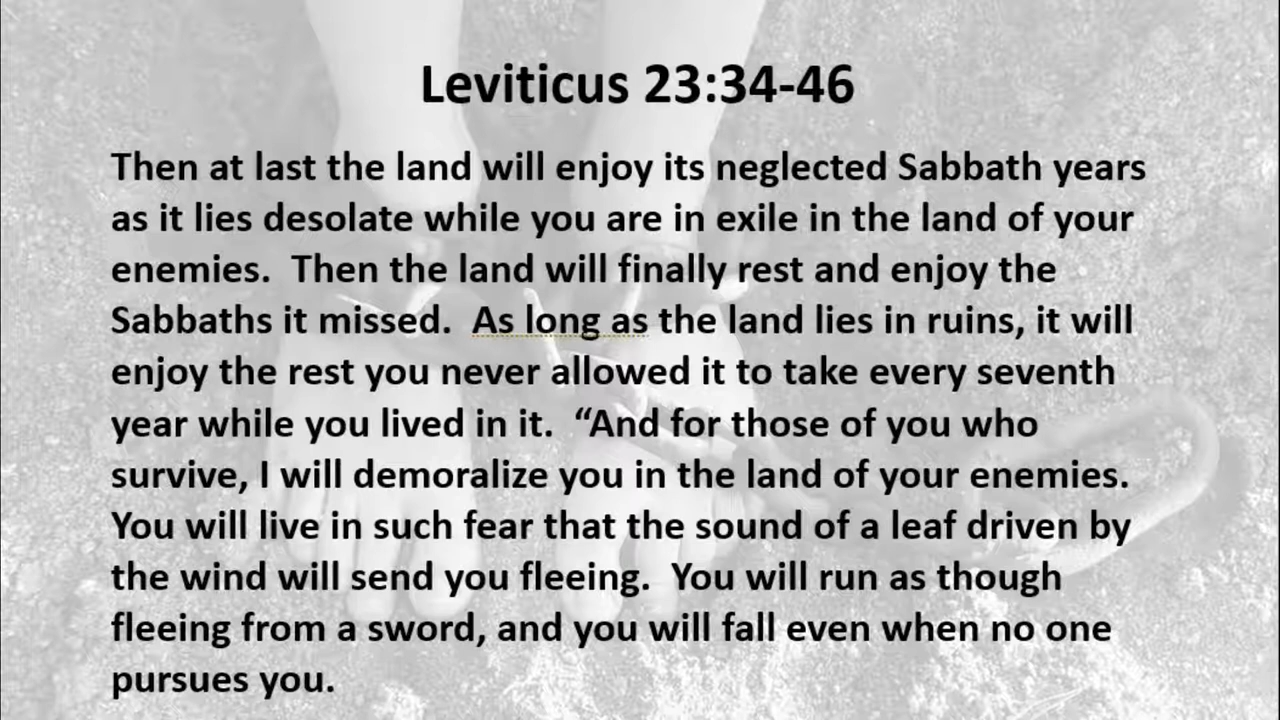 Leviticus 23:34-46
Then at last the land will enjoy its neglected Sabbath years
as it lies desolate while you are in exile in the land of your
enemies.  Then the land will finally rest and enjoy the
Sabbaths it missed.  As long as the land lies in ruins, it will
enjoy the rest you never allowed it to take every seventh
year while you lived in it.  “And for those of you who
survive, I will demoralize you in the land of your enemies.
You will live in such fear that the sound of a leaf driven by
the wind will send you fleeing.  You will run as though
fleeing from a sword, and you will fall even when no one
pursues you.